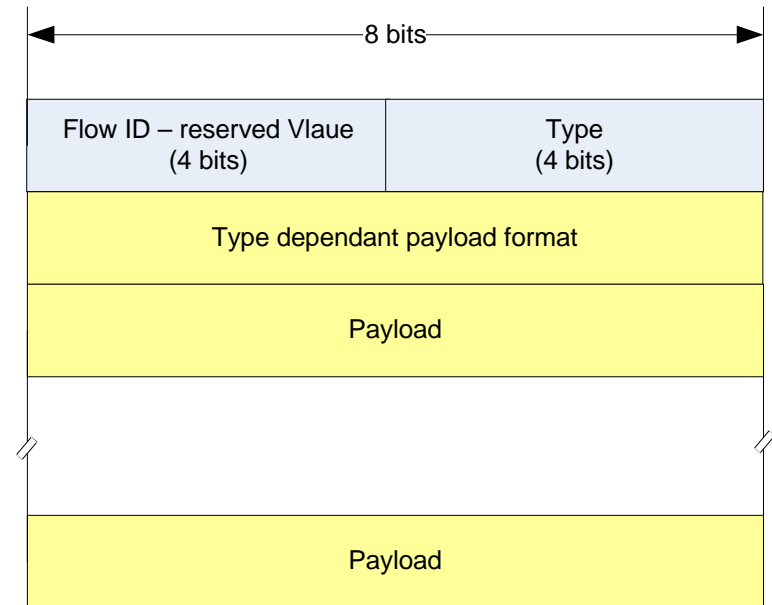 8 bits
Flow ID – reserved Vlaue
(4 bits)
Type
(4 bits)
Type dependant payload format
Payload
Payload